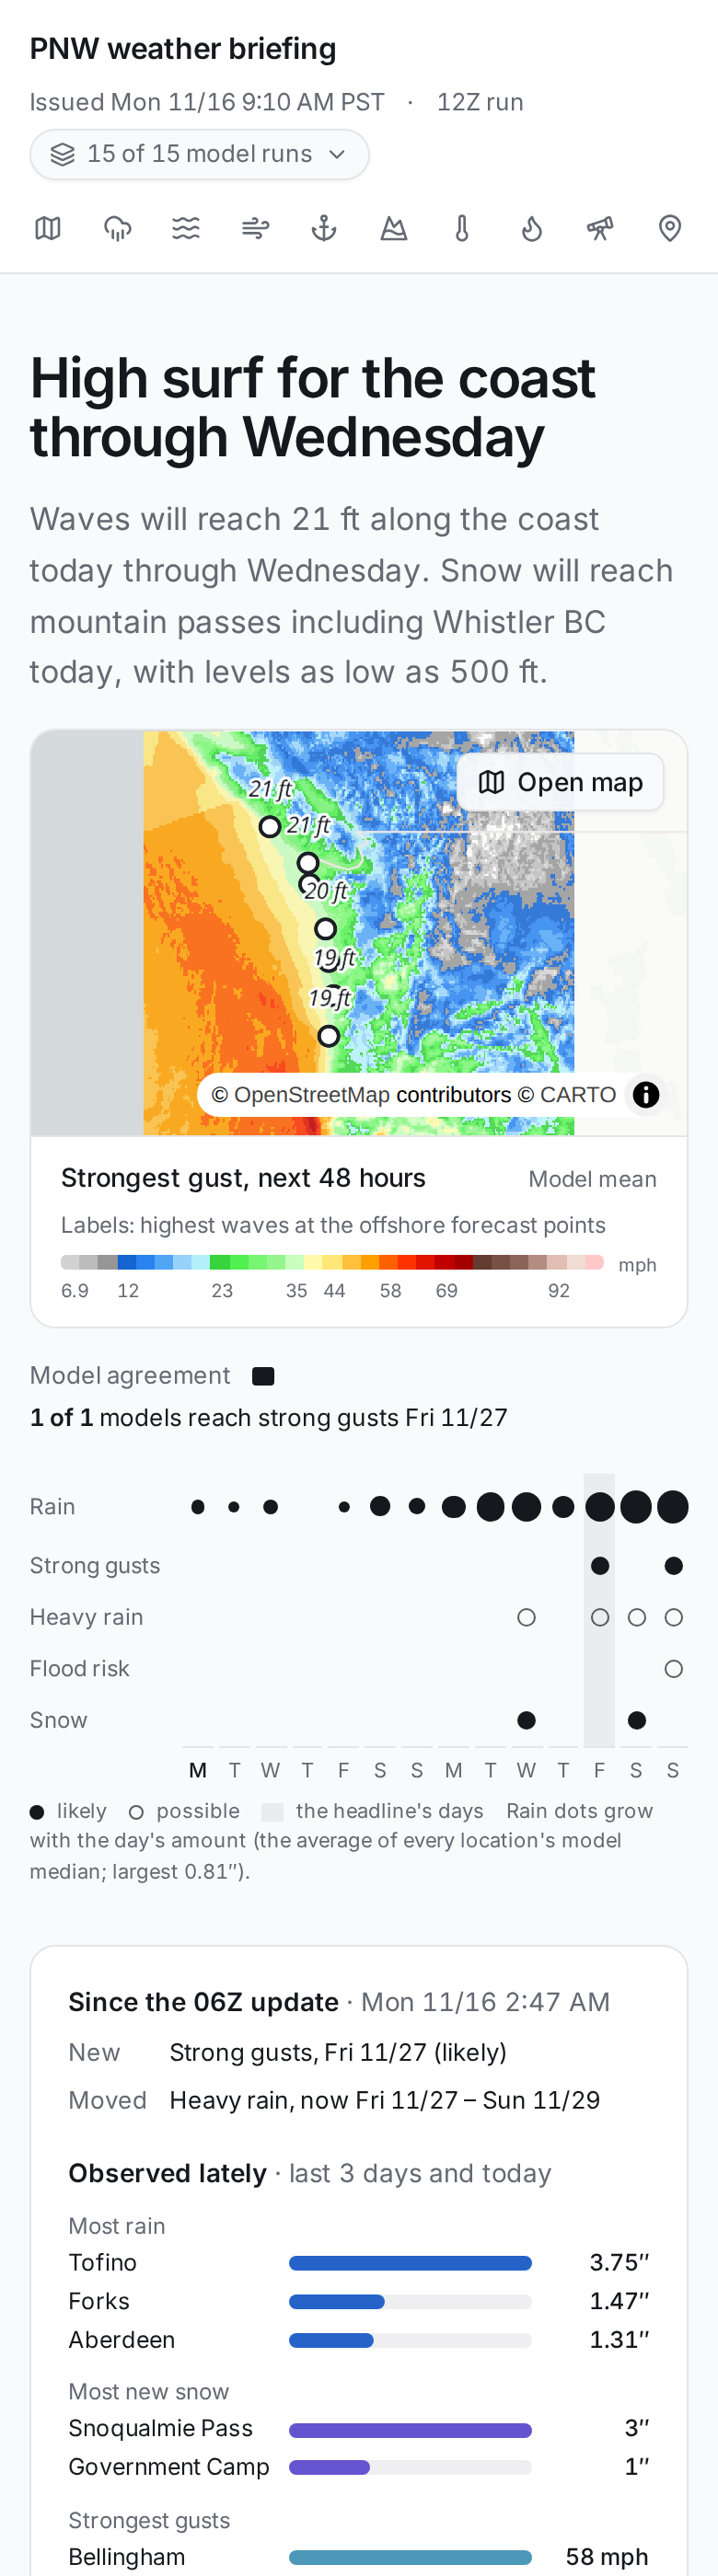 PNW weather briefing
Issued Mon 11/16 9:10 AM PST · 12Z run
15 of 15 model runs
High surf for the coast
through Wednesday
Waves will reach 21 ft along the coast
today through Wednesday. Snow will reach
mountain passes including Whistler BC
today, with levels as low as 500 ft.
Open map
21 ft
21 ft
20 ft
19 ft
19 ft
© OpenStreetMap contributors © CARTO
Strongest gust, next 48 hours Model mean
Labels: highest waves at the offshore forecast points
mph
6.9 12 23 35 44 58 69 92
Model agreement
1 of 1 models reach strong gusts Fri 11/27
Rain
Strong gusts
Heavy rain
Flood risk
Snow
M T W T F S S M T W T F S S
likely possible the headline's days Rain dots grow
with the day's amount (the average of every location's model
median; largest 0.81″).
Since the 06Z update · Mon 11/16 2:47 AM
New Strong gusts, Fri 11/27 (likely)
Moved Heavy rain, now Fri 11/27 – Sun 11/29
Observed lately · last 3 days and today
Most rain
Tofino 3.75″
Forks 1.47″
Aberdeen 1.31″
Most new snow
Snoqualmie Pass 3″
Government Camp 1″
Strongest gusts
Bellingham 58 mph